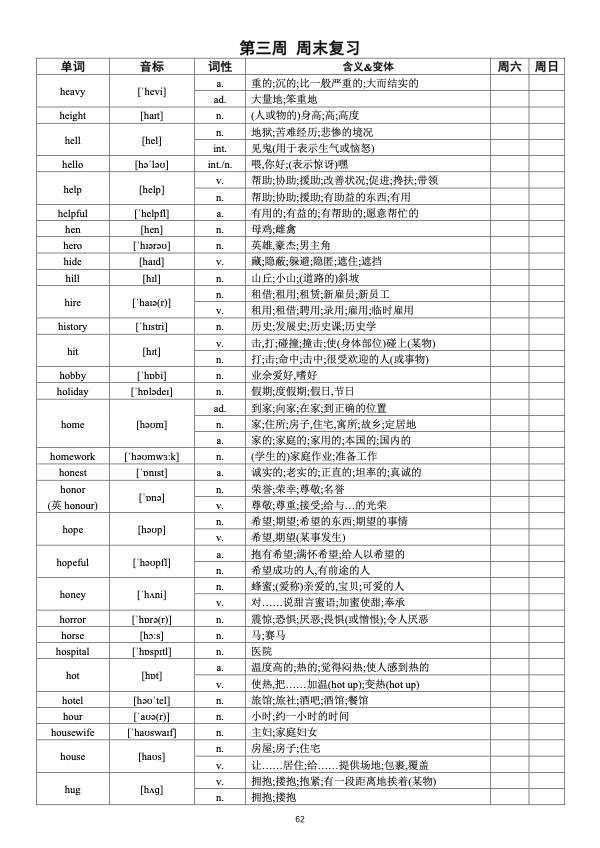 第三周 周末复习
单词 音标 词性 含义&变体 周六 周日
heavy [ˈhevi] a. 重的;沉的;比一般严重的;大而结实的
ad. 大量地;笨重地
height [haɪt] n. (人或物的)身高;高;高度
hell [hel] n. 地狱;苦难经历;悲惨的境况
int. 见鬼(用于表示生气或恼怒)
hello [həˈləʊ] int./n. 喂,你好;(表示惊讶)嘿
help [help] v. 帮助;协助;援助;改善状况;促进;搀扶;带领
n. 帮助;协助;援助;有助益的东西;有用
helpful [ˈhelpfl] a. 有用的;有益的;有帮助的;愿意帮忙的
hen [hen] n. 母鸡;雌禽
hero [ˈhɪərəʊ] n. 英雄,豪杰;男主角
hide [haɪd] v. 藏;隐蔽;躲避;隐匿;遮住;遮挡
hill [hɪl] n. 山丘;小山;(道路的)斜坡
hire [ˈhaɪə(r)] n. 租借;租用;租赁;新雇员;新员工
v. 租用;租借;聘用;录用;雇用;临时雇用
history [ˈhɪstri] n. 历史;发展史;历史课;历史学
hit [hɪt] v. 击,打;碰撞;撞击;使(身体部位)碰上(某物)
n. 打;击;命中;击中;很受欢迎的人(或事物)
hobby [ˈhɒbi] n. 业余爱好,嗜好
holiday [ˈhɒlədeɪ] n. 假期;度假期;假日,节日
home [həʊm] ad. 到家;向家;在家;到正确的位置
n. 家;住所;房子,住宅,寓所;故乡;定居地
a. 家的;家庭的;家用的;本国的;国内的
homework [ˈhəʊmwɜːk] n. (学生的)家庭作业;准备工作
honest [ˈɒnɪst] a. 诚实的;老实的;正直的;坦率的;真诚的
honor (英 honour) [ˈɒnə] n. 荣誉;荣幸;尊敬;名誉
v. 尊敬;尊重;接受;给与…的光荣
hope [həʊp] n. 希望;期望;希望的东西;期望的事情
v. 希望,期望(某事发生)
hopeful [ˈhəʊpfl] a. 抱有希望;满怀希望;给人以希望的
n. 希望成功的人,有前途的人
honey [ˈhʌni] n. 蜂蜜;(爱称)亲爱的,宝贝;可爱的人
v. 对……说甜言蜜语;加蜜使甜;奉承
horror [ˈhɒrə(r)] n. 震惊;恐惧;厌恶;畏惧(或憎恨);令人厌恶
horse [hɔːs] n. 马;赛马
hospital [ˈhɒspɪtl] n. 医院
hot [hɒt] a. 温度高的;热的;觉得闷热;使人感到热的
v. 使热,把……加温(hot up);变热(hot up)
hotel [həʊˈtel] n. 旅馆;旅社;酒吧;酒馆;餐馆
hour [ˈaʊə(r)] n. 小时;约一小时的时间
housewife [ˈhaʊswaɪf] n. 主妇;家庭妇女
house [haʊs] n. 房屋;房子;住宅
v. 让……居住;给……提供场地;包裹,覆盖
hug [hʌɡ] v. 拥抱;搂抱;抱紧;有一段距离地挨着(某物)
n. 拥抱;搂抱
62